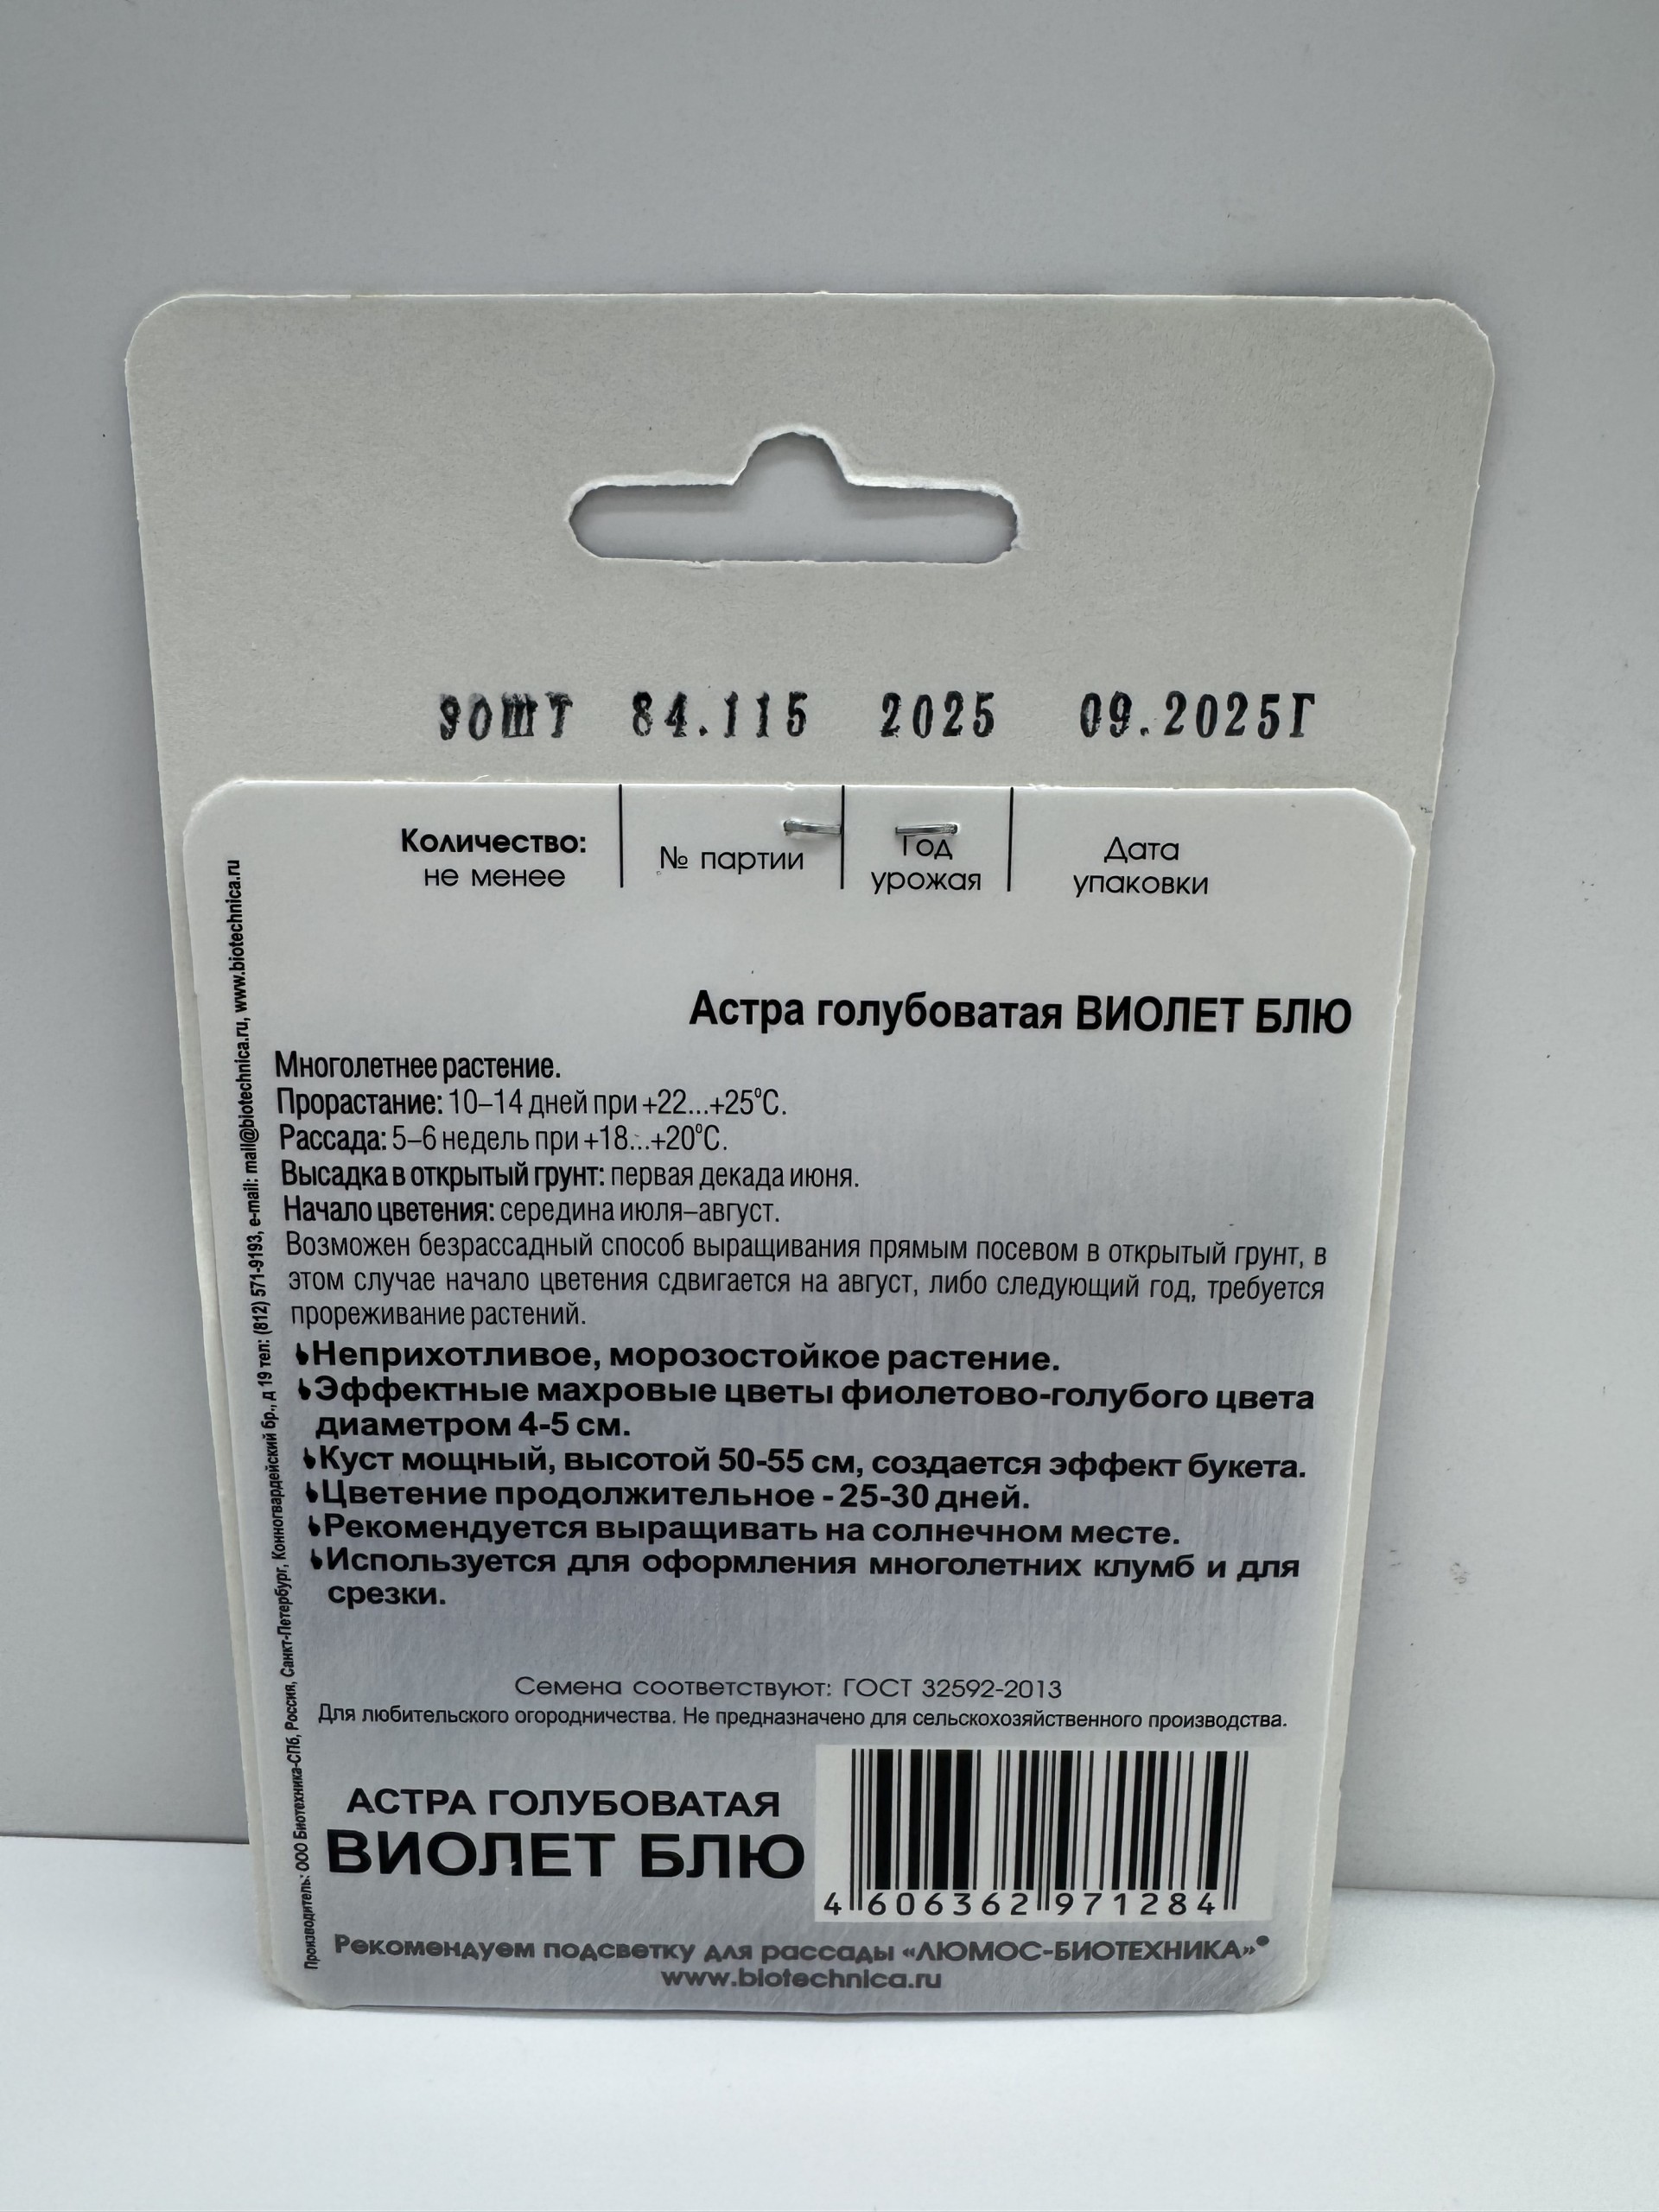 90ШТ 84.115 2025 09.2025Г
Количество:
не менее
№ партии
Год
урожая
Дата
упаковки
Астра голубоватая ВИОЛЕТ БЛЮ
Многолетнее растение.
Прорастание: 10–14 дней при +22...+25°С.
Рассада: 5–6 недель при +18...+20°С.
Высадка в открытый грунт: первая декада июня.
Начало цветения: середина июля–август.
Возможен безрассадный способ выращивания прямым посевом в открытый грунт, в
этом случае начало цветения сдвигается на август, либо следующий год, требуется
прореживание растений.
Неприхотливое, морозостойкое растение.
Эффектные махровые цветы фиолетово-голубого цвета
диаметром 4-5 см.
Куст мощный, высотой 50-55 см, создается эффект букета.
Цветение продолжительное - 25-30 дней.
Рекомендуется выращивать на солнечном месте.
Используется для оформления многолетних клумб и для
срезки.
Семена соответствуют: ГОСТ 32592-2013
Для любительского огородничества. Не предназначено для сельскохозяйственного производства.
АСТРА ГОЛУБОВАТАЯ
ВИОЛЕТ БЛЮ
4 606362 971284
Рекомендуем подсветку для рассады «ЛЮМОС-БИОТЕХНИКА»®
www.biotechnica.ru
Производитель: ООО Биотехника-СПб, Россия, Санкт-Петербург, Конногвардейский бр., д 19 тел: (812) 571-9193, e-mail: mail@biotechnica.ru, www.biotechnica.ru